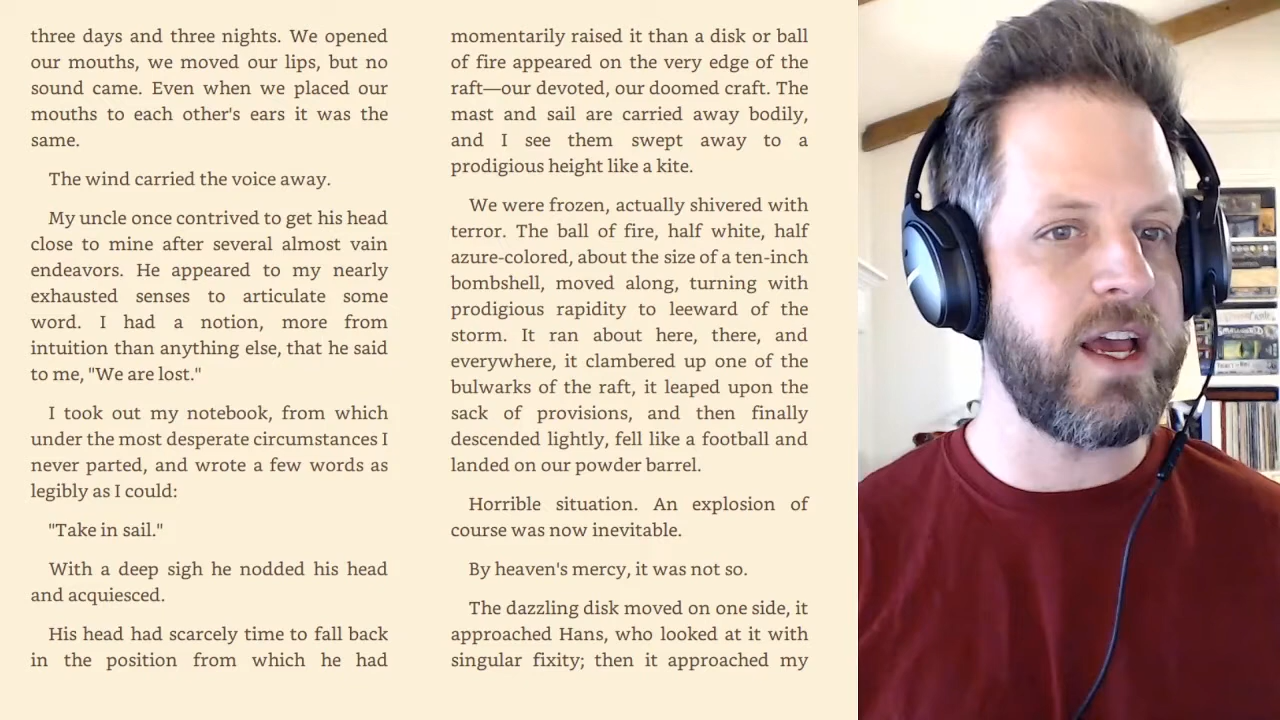 three days and three nights. We opened
our mouths, we moved our lips, but no
sound came. Even when we placed our
mouths to each other's ears it was the
same.
The wind carried the voice away.
My uncle once contrived to get his head
close to mine after several almost vain
endeavors. He appeared to my nearly
exhausted senses to articulate some
word. I had a notion, more from
intuition than anything else, that he said
to me, "We are lost."
I took out my notebook, from which
under the most desperate circumstances I
never parted, and wrote a few words as
legibly as I could:
"Take in sail."
With a deep sigh he nodded his head
and acquiesced.
His head had scarcely time to fall back
in the position from which he had
momentarily raised it than a disk or ball
of fire appeared on the very edge of the
raft—our devoted, our doomed craft. The
mast and sail are carried away bodily,
and I see them swept away to a
prodigious height like a kite.
We were frozen, actually shivered with
terror. The ball of fire, half white, half
azure-colored, about the size of a ten-inch
bombshell, moved along, turning with
prodigious rapidity to leeward of the
storm. It ran about here, there, and
everywhere, it clambered up one of the
bulwarks of the raft, it leaped upon the
sack of provisions, and then finally
descended lightly, fell like a football and
landed on our powder barrel.
Horrible situation. An explosion of
course was now inevitable.
By heaven's mercy, it was not so.
The dazzling disk moved on one side, it
approached Hans, who looked at it with
singular fixity; then it approached my